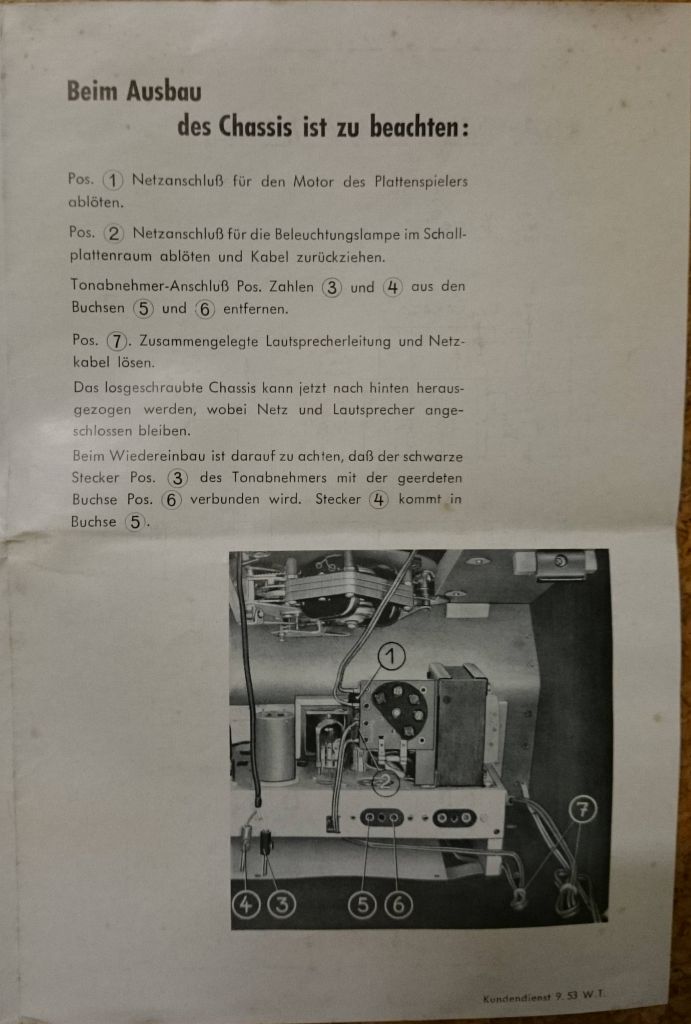 Beim Ausbau
des Chassis ist zu beachten:
Pos. ① Netzanschluß für den Motor des Plattenspielers
ablöten.
Pos. ② Netzanschluß für die Beleuchtungslampe im Schall-
plattenraum ablöten und Kabel zurückziehen.
Tonabnehmer-Anschluß Pos. Zahlen ③ und ④ aus den
Buchsen ⑤ und ⑥ entfernen.
Pos. ⑦. Zusammengelegte Lautsprecherleitung und Netz-
kabel lösen.
Das losgeschraubte Chassis kann jetzt nach hinten heraus-
gezogen werden, wobei Netz und Lautsprecher ange-
schlossen bleiben.
Beim Wiedereinbau ist darauf zu achten, daß der schwarze
Stecker Pos. ③ des Tonabnehmers mit der geerdeten
Buchse Pos. ⑥ verbunden wird. Stecker ④ kommt in
Buchse ⑤.
①
②
⑦
④ ③ ⑤ ⑥
Kundendienst 9. 53 W. T.